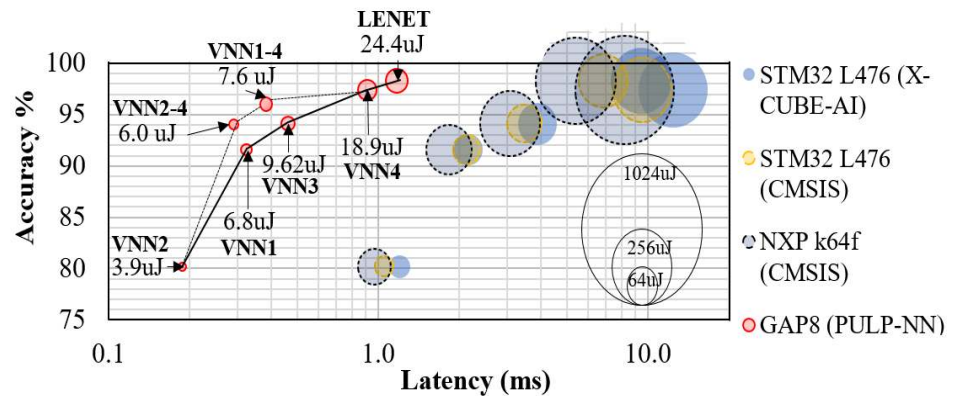 LENET
24.4uJ
VNN1-4
7.6 uJ
VNN2-4
6.0 uJ
18.9uJ
VNN4
9.62uJ
VNN3
6.8uJ
VNN1
VNN2
3.9uJ
Accuracy %
100
95
90
85
80
75
0.1
1.0
10.0
Latency (ms)
1024uJ
256uJ
64uJ
STM32 L476 (X-
CUBE-AI)
STM32 L476
(CMSIS)
NXP k64f
(CMSIS)
GAP8 (PULP-NN)